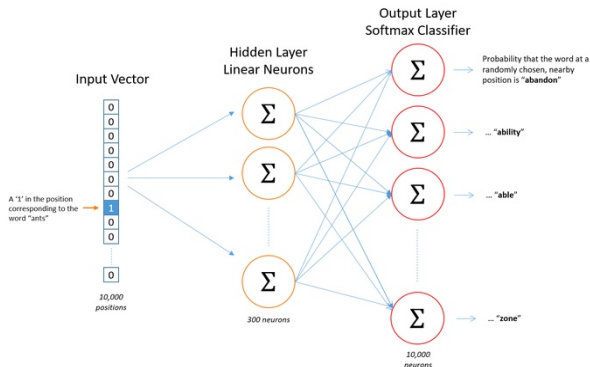 Output Layer
Softmax Classifier
Hidden Layer
Linear Neurons
Input Vector
0
0
0
0
0
0
0
1
0
0
0
A '1' in the position
corresponding to the
word "ants"
10,000
positions
Σ
Σ
Σ
300 neurons
Σ
Σ
Σ
Σ
10,000
neurons
Probability that the word at a
randomly chosen, nearby
position is "abandon"
... "ability"
... "able"
... "zone"